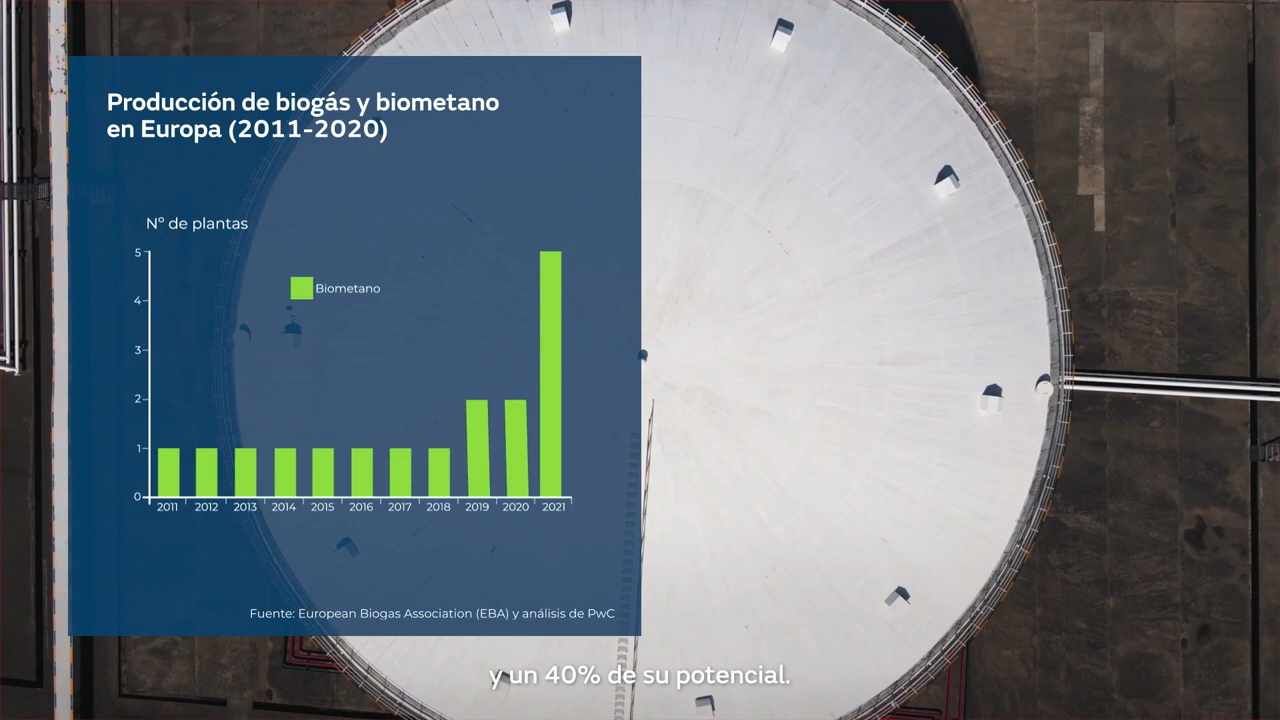 Producción de biogás y biometano
en Europa (2011-2020)
Nº de plantas
5
4
3
2
1
0
Biometano
2011 2012 2013 2014 2015 2016 2017 2018 2019 2020 2021
Fuente: European Biogas Association (EBA) y análisis de PwC
y un 40% de su potencial.